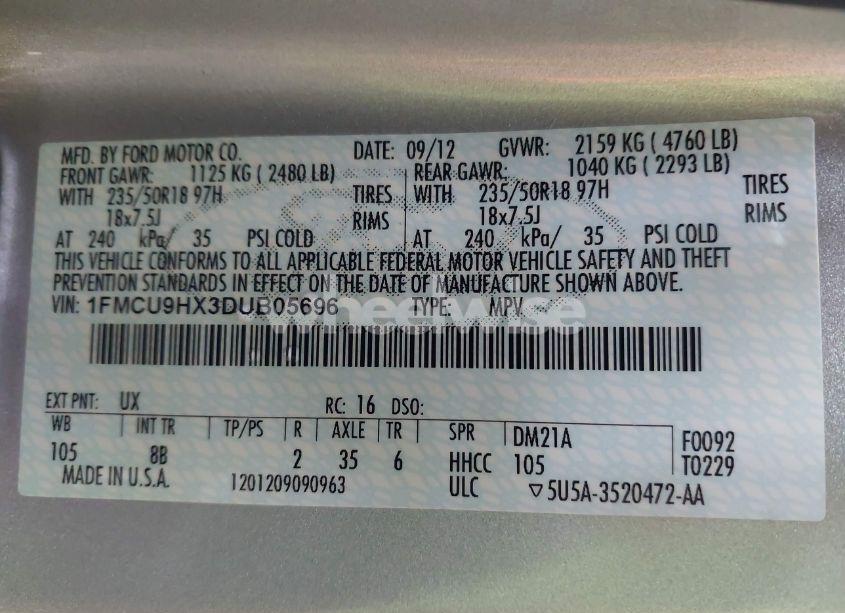 MFD. BY FORD MOTOR CO. DATE: 09/12 GVWR: 2159 KG ( 4760 LB)
FRONT GAWR: 1125 KG ( 2480 LB) REAR GAWR: 1040 KG ( 2293 LB)
WITH 235/50R18 97H TIRES WITH 235/50R18 97H TIRES
18x7.5J RIMS 18x7.5J RIMS
AT 240 kPa/ 35 PSI COLD AT 240 kPa/ 35 PSI COLD
THIS VEHICLE CONFORMS TO ALL APPLICABLE FEDERAL MOTOR VEHICLE SAFETY AND THEFT
PREVENTION STANDARDS IN EFFECT ON THE DATE OF MANUFACTURE SHOWN ABOVE.
VIN: 1FMCU9HX3DUB05696 TYPE: MPV
wheelwise
EXT PNT: UX RC: 16 DSO:
WB INT TR TP/PS R AXLE TR SPR DM21A F0092
105 8B 2 35 6 HHCC 105 T0229
MADE IN U.S.A. 1201209090963 ULC ▽5U5A-3520472-AA